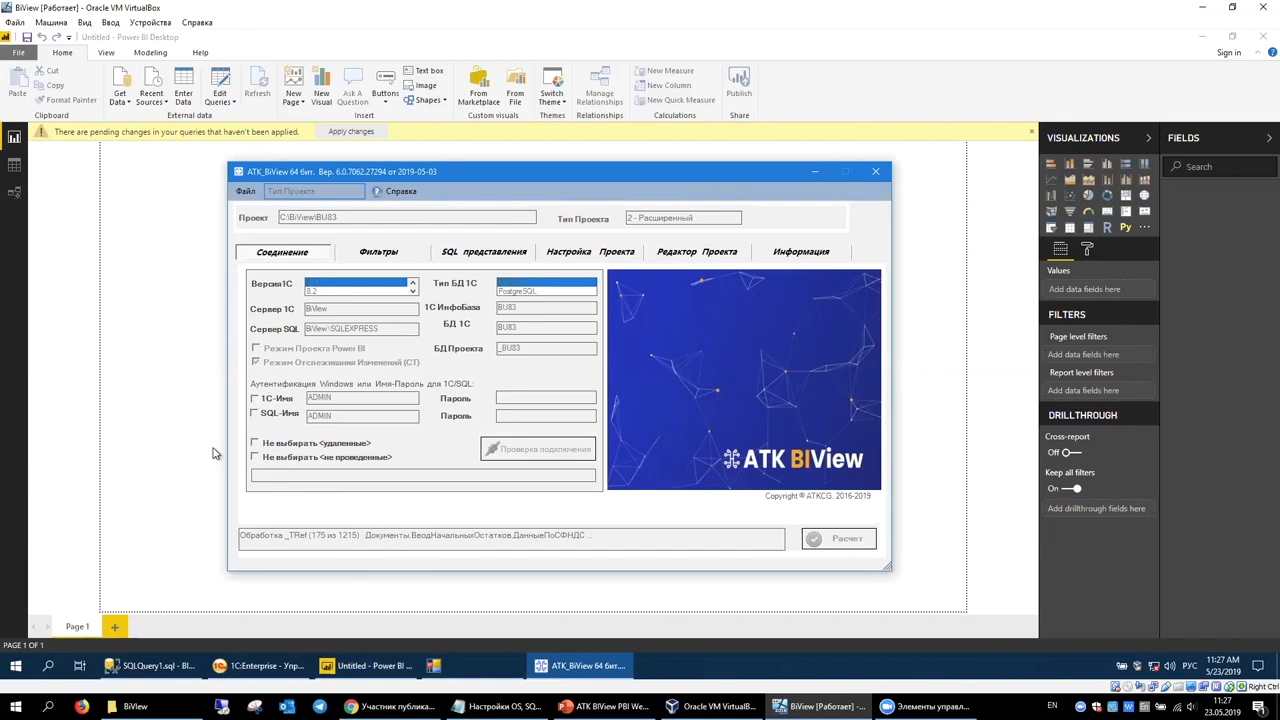 BiView [Работает] - Oracle VM VirtualBox
Файл Машина Вид Ввод Устройства Справка
Untitled - Power BI Desktop
File Home View Modeling Help Sign in
Cut
Copy
Format Painter
Paste
Get Data
Recent Sources
Enter Data
Edit Queries
Refresh
New Page
New Visual
Ask A Question
Buttons
Text box
Image
Shapes
From Marketplace
From File
Switch Theme
Manage Relationships
New Measure
New Column
New Quick Measure
Publish
Clipboard External data Insert Custom visuals Themes Relationships Calculations Share
There are pending changes in your queries that haven't been applied. Apply changes
VISUALIZATIONS FIELDS
Search
ATK_BiView 64 бит. Вер. 6.0.7062.27294 от 2019-05-03
Файл Тип Проекта Справка
Проект C:\BiView\BU83 Тип Проекта 2 - Расширенный
Соединение Фильтры SQL представления Настройка Проекта Редактор Проекта Информация
Версия1С 8.2 Тип БД 1С PostgreSQL
Сервер 1С BiView 1С ИнфоБаза BU83
Сервер SQL BiView\SQLEXPRESS БД 1С BU83
Режим Проекта Power BI БД Проекта _BU83
Режим Отслеживания Изменений (CT)
Аутентификация Windows или Имя-Пароль для 1С/SQL:
1С-Имя ADMIN Пароль
SQL-Имя ADMIN Пароль
Не выбирать <удаленные>
Не выбирать <не проведенные>
Проверка подключения
ATK BIView
Copyright ® ATKCG, 2016-2019
Обработка _TRef (175 из 1215) Документы.ВводНачальныхОстатков.ДанныеПоСФНДС ...
Расчет
R Py
Values
Add data fields here
FILTERS
Page level filters
Add data fields here
Report level filters
Add data fields here
DRILLTHROUGH
Cross-report
Off
Keep all filters
On
Add drillthrough fields here
Page 1
PAGE 1 OF 1
SQLQuery1.sql - BI... 1C:Enterprise - Упр... Untitled - Power BI ... ATK_BiView 64 бит.... РУС 11:27 AM
5/23/2019
Right Ctrl
BiView Участник публика... Настройки OS, SQ... ATK BIView PBI We... Oracle VM VirtualB... BiView [Работает] -... Элементы управл... EN 11:27
23.05.2019